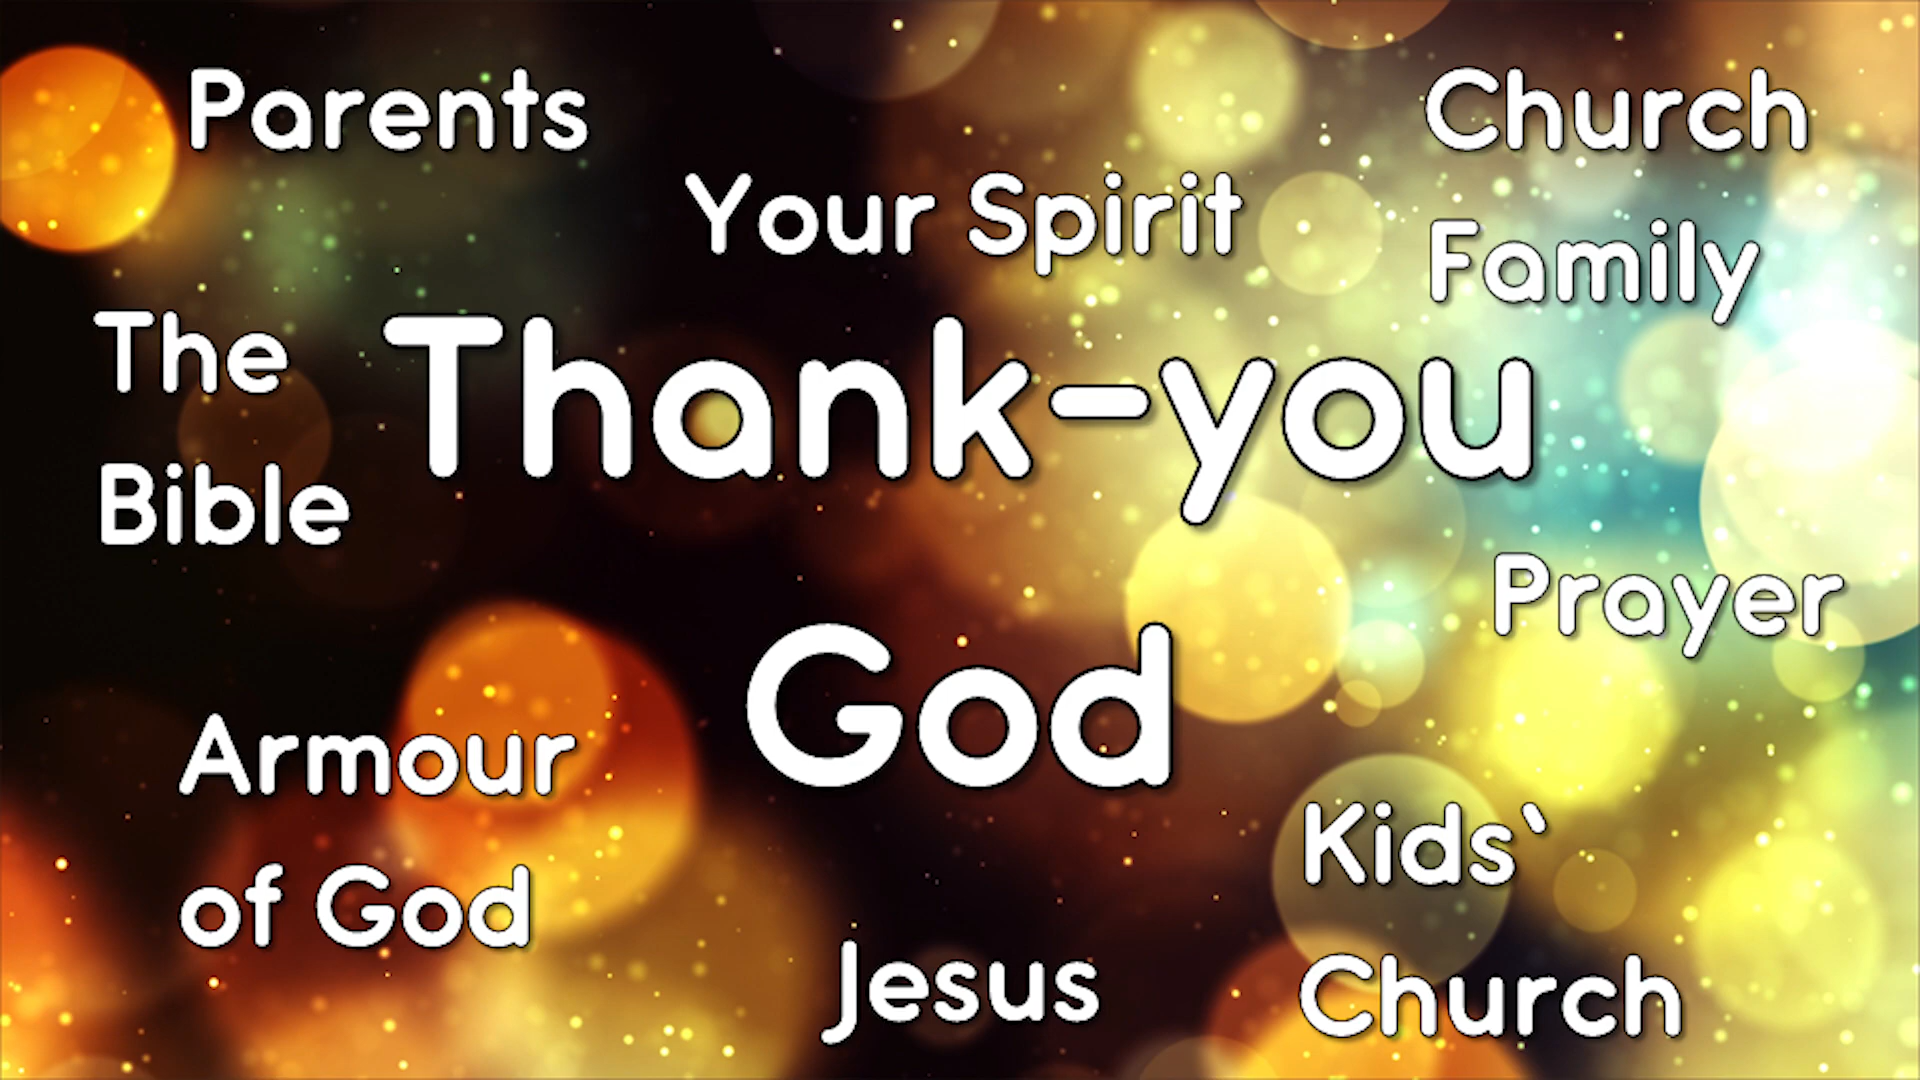 Parents
Church
Family
Your Spirit
The
Bible
Thank-you
God
Prayer
Armour
of God
Kids`
Church
Jesus